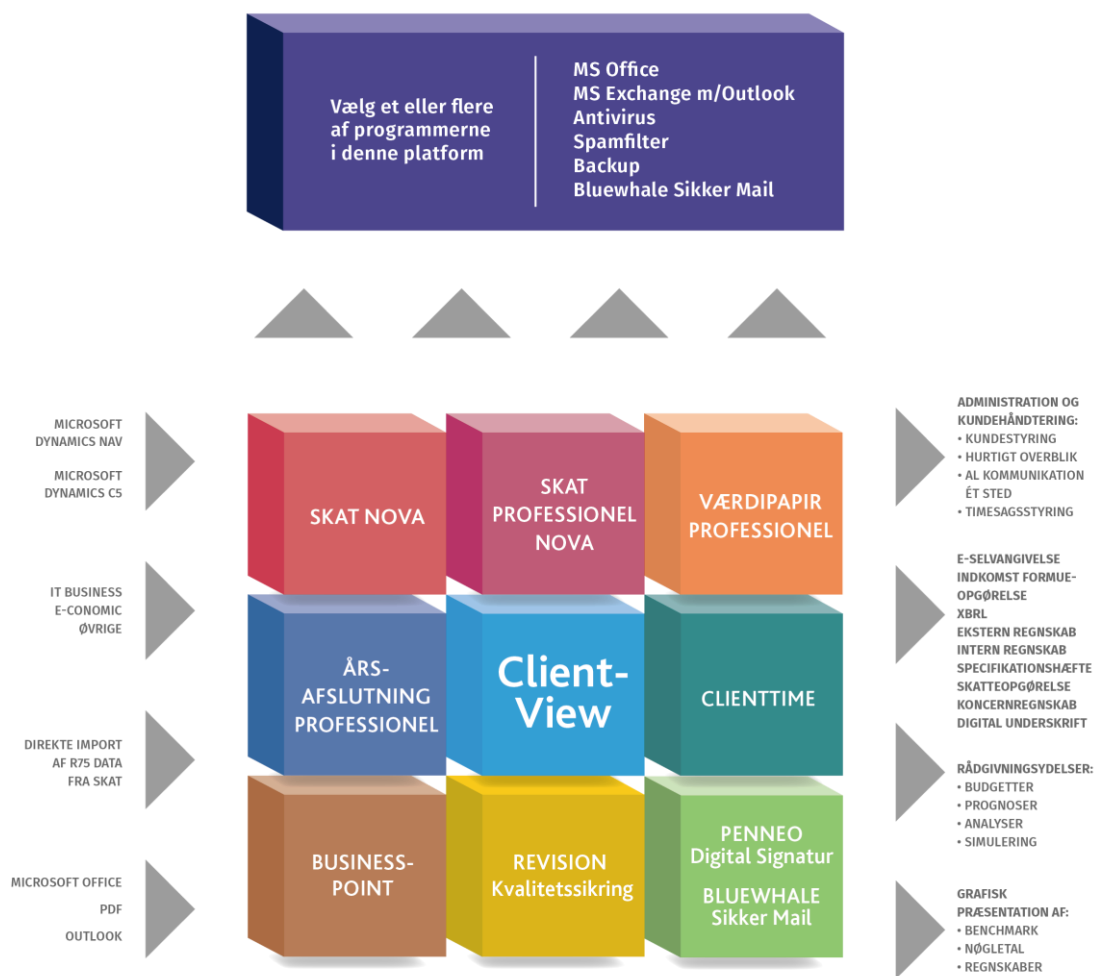 Vælg et eller flere
af programmerne
i denne platform
MS Office
MS Exchange m/Outlook
Antivirus
Spamfilter
Backup
Bluewhale Sikker Mail
MICROSOFT
DYNAMICS NAV
MICROSOFT
DYNAMICS C5
IT BUSINESS
E-CONOMIC
ØVRIGE
DIREKTE IMPORT
AF R75 DATA
FRA SKAT
MICROSOFT OFFICE
PDF
OUTLOOK
SKAT NOVA
SKAT
PROFESSIONEL
NOVA
VÆRDIPAPIR
PROFESSIONEL
ÅRS-
AFSLUTNING
PROFESSIONEL
Client-
View
CLIENTTIME
BUSINESS-
POINT
REVISION
Kvalitetssikring
PENNEO
Digital Signatur
BLUEWHALE
Sikker Mail
ADMINISTRATION OG
KUNDEHÅNDTERING:
• KUNDESTYRING
• HURTIGT OVERBLIK
• AL KOMMUNIKATION
ÉT STED
• TIMESAGSSTYRING
E-SELVANGIVELSE
INDKOMST FORMUE-
OPGØRELSE
XBRL
EKSTERN REGNSKAB
INTERN REGNSKAB
SPECIFIKATIONSHÆFTE
SKATTEOPGØRELSE
KONCERNREGNSKAB
DIGITAL UNDERSKRIFT
RÅDGIVNINGSYDELSER:
• BUDGETTER
• PROGNOSER
• ANALYSER
• SIMULERING
GRAFISK
PRÆSENTATION AF:
• BENCHMARK
• NØGLETAL
• REGNSKABER